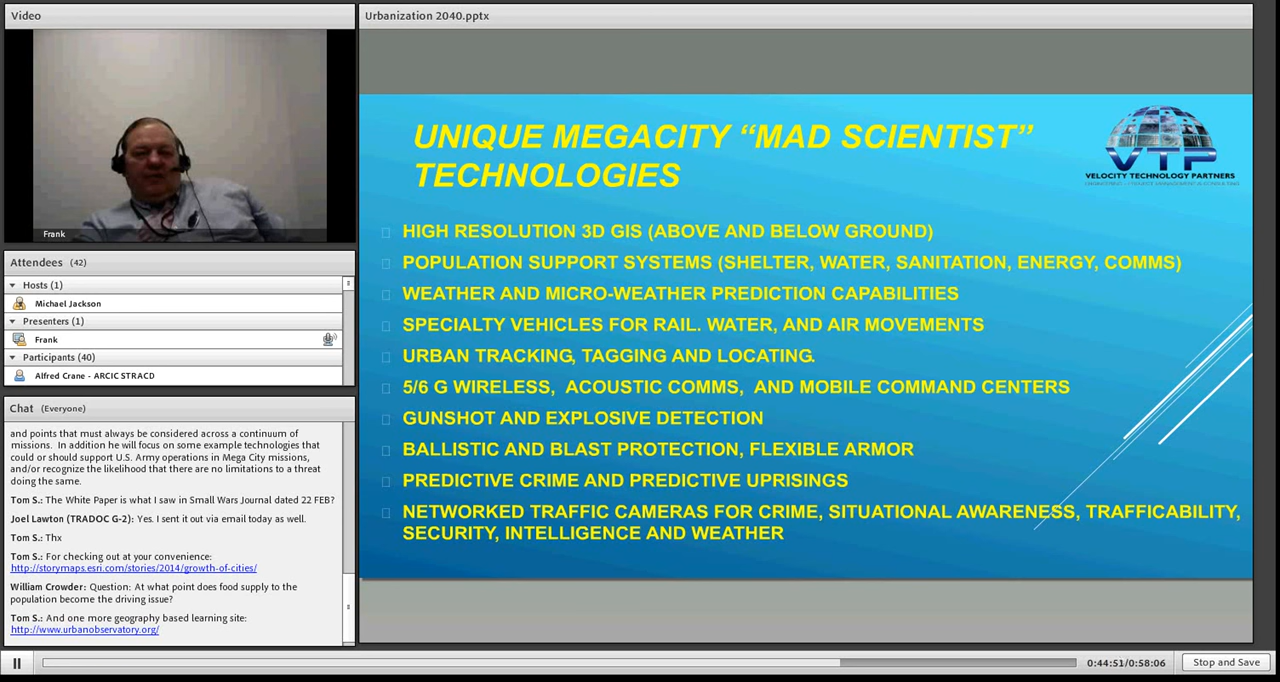 Video
Frank
Attendees (42)
Hosts (1)
Michael Jackson
Presenters (1)
Frank
Participants (40)
Alfred Crane - ARCIC STRACD
Chat (Everyone)
and points that must always be considered across a continuum of
missions. In addition he will focus on some example technologies that
could or should support U.S. Army operations in Mega City missions,
and/or recognize the likelihood that there are no limitations to a threat
doing the same.
Tom S.: The White Paper is what I saw in Small Wars Journal dated 22 FEB?
Joel Lawton (TRADOC G-2): Yes. I sent it out via email today as well.
Tom S.: Thx
Tom S.: For checking out at your convenience:
http://storymaps.esri.com/stories/2014/growth-of-cities/
William Crowder: Question: At what point does food supply to the
population become the driving issue?
Tom S.: And one more geography based learning site:
http://www.urbanobservatory.org/
Urbanization 2040.pptx
UNIQUE MEGACITY “MAD SCIENTIST”
TECHNOLOGIES
VTP
VELOCITY TECHNOLOGY PARTNERS
HIGH RESOLUTION 3D GIS (ABOVE AND BELOW GROUND)
POPULATION SUPPORT SYSTEMS (SHELTER, WATER, SANITATION, ENERGY, COMMS)
WEATHER AND MICRO-WEATHER PREDICTION CAPABILITIES
SPECIALTY VEHICLES FOR RAIL. WATER, AND AIR MOVEMENTS
URBAN TRACKING, TAGGING AND LOCATING.
5/6 G WIRELESS, ACOUSTIC COMMS, AND MOBILE COMMAND CENTERS
GUNSHOT AND EXPLOSIVE DETECTION
BALLISTIC AND BLAST PROTECTION, FLEXIBLE ARMOR
PREDICTIVE CRIME AND PREDICTIVE UPRISINGS
NETWORKED TRAFFIC CAMERAS FOR CRIME, SITUATIONAL AWARENESS, TRAFFICABILITY,
SECURITY, INTELLIGENCE AND WEATHER
0:44:51/0:58:06
Stop and Save